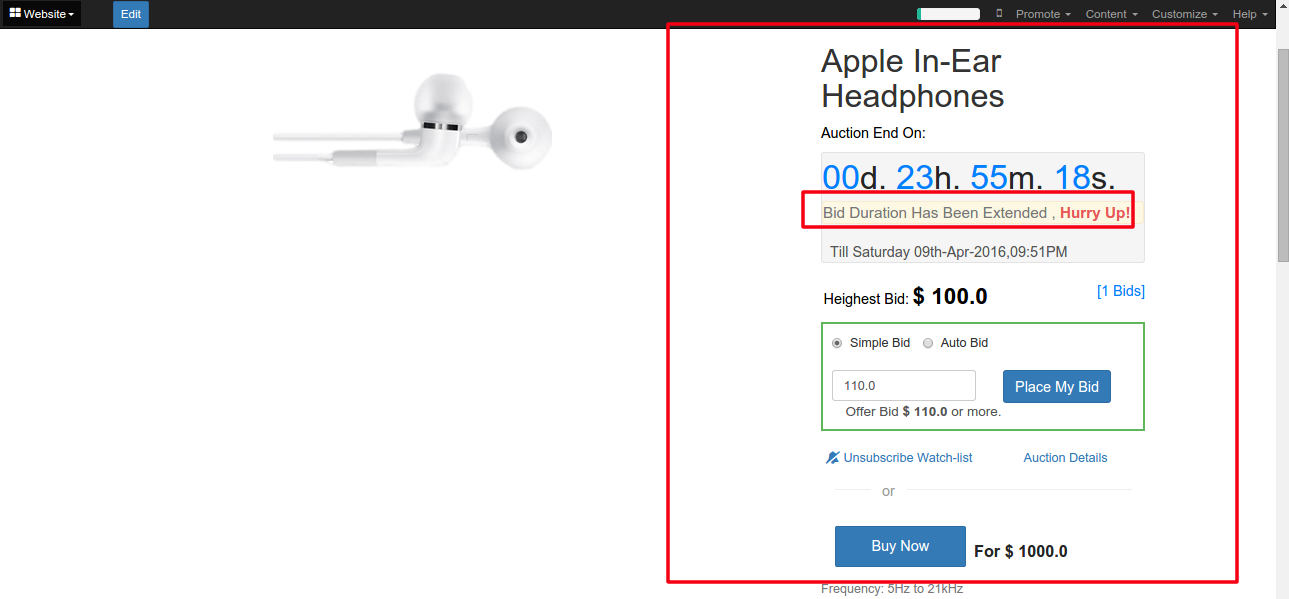 Website
Edit
Promote
Content
Customize
Help
Apple In-Ear
Headphones
Auction End On:
00d. 23h. 55m. 18s.
Bid Duration Has Been Extended , Hurry Up!
Till Saturday 09th-Apr-2016,09:51PM
Heighest Bid: $ 100.0
[1 Bids]
Simple Bid
Auto Bid
110.0
Place My Bid
Offer Bid $ 110.0 or more.
Unsubscribe Watch-list
Auction Details
or
Buy Now
For $ 1000.0
Frequency: 5Hz to 21kHz